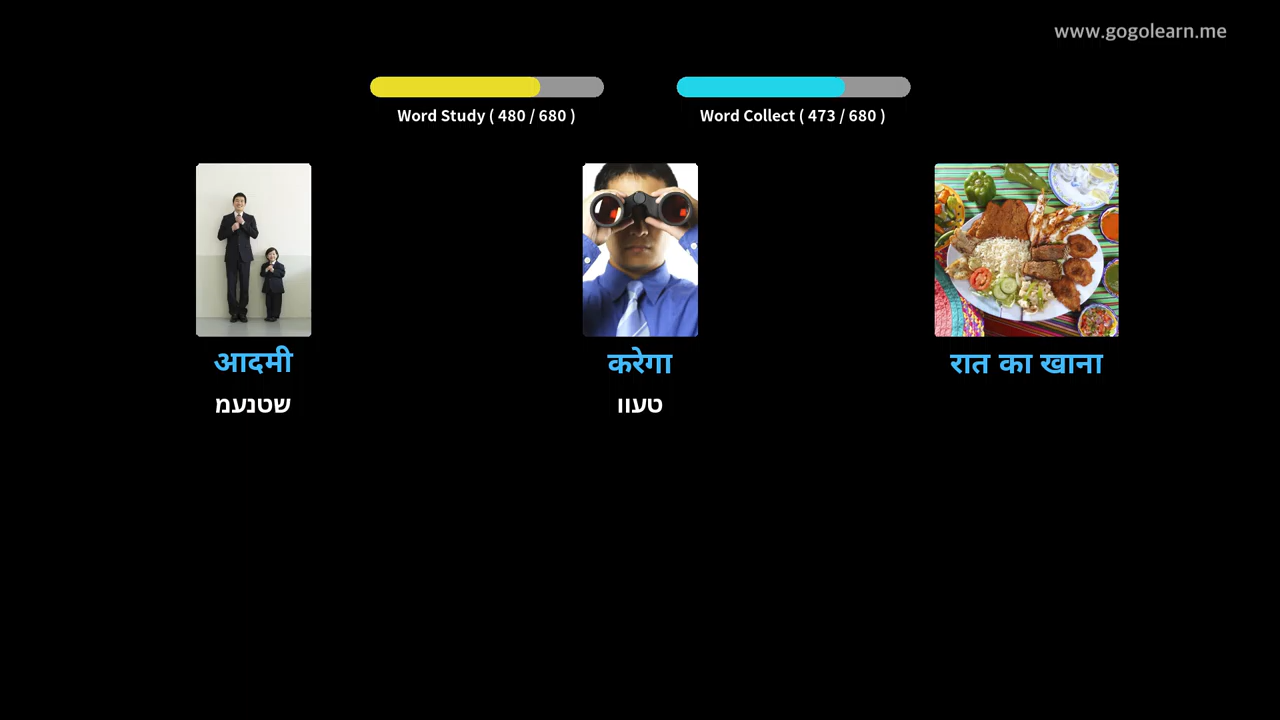 www.gogolearn.me
Word Study ( 480 / 680 )
Word Collect ( 473 / 680 )
आदमी
करेगा
रात का खाना
שטנעמ
טעוו